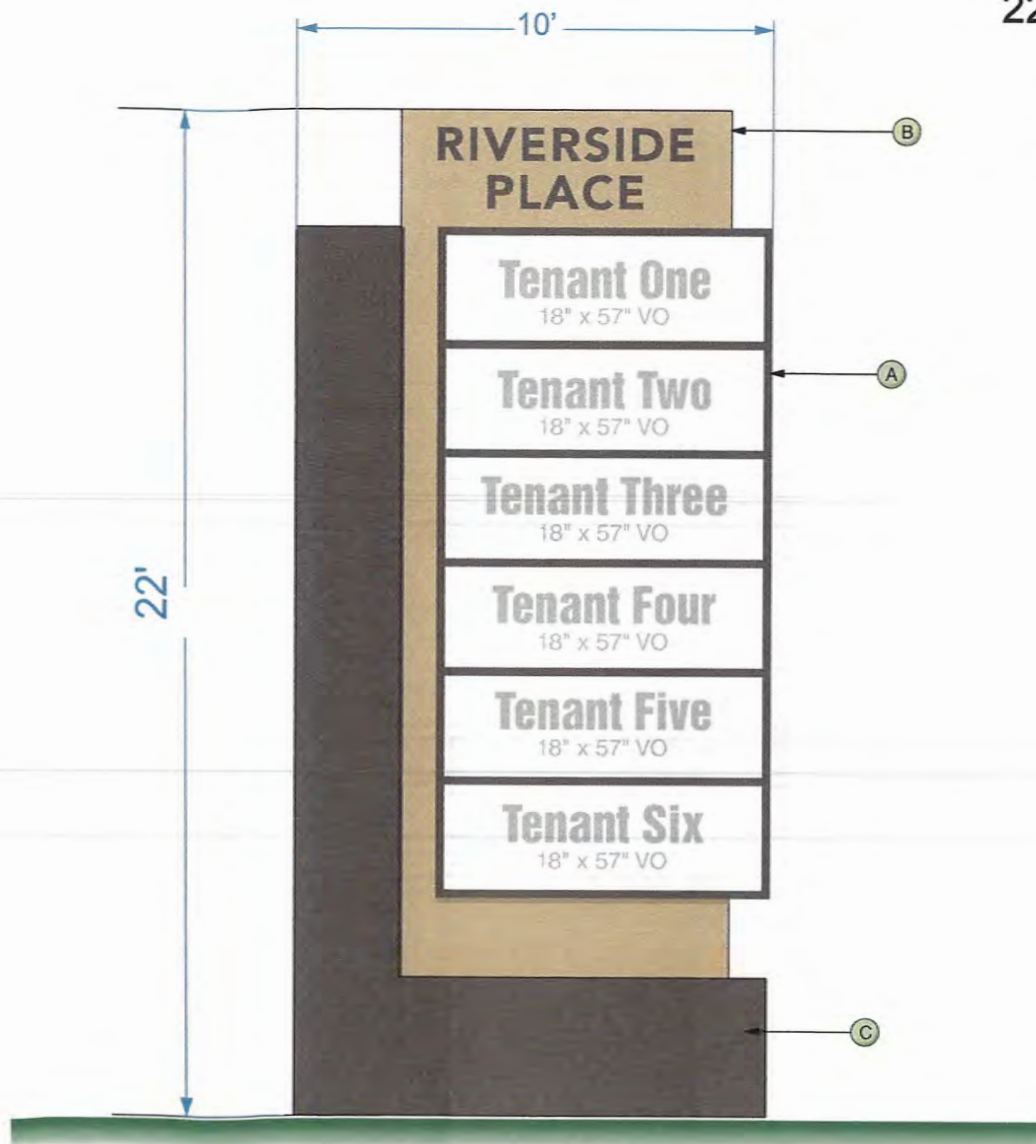 22
10'
B
RIVERSIDE
PLACE
Tenant One
18" x 57" VO
A
Tenant Two
18" x 57" VO
Tenant Three
18" x 57" VO
22'
Tenant Four
18" x 57" VO
Tenant Five
18" x 57" VO
Tenant Six
18" x 57" VO
C